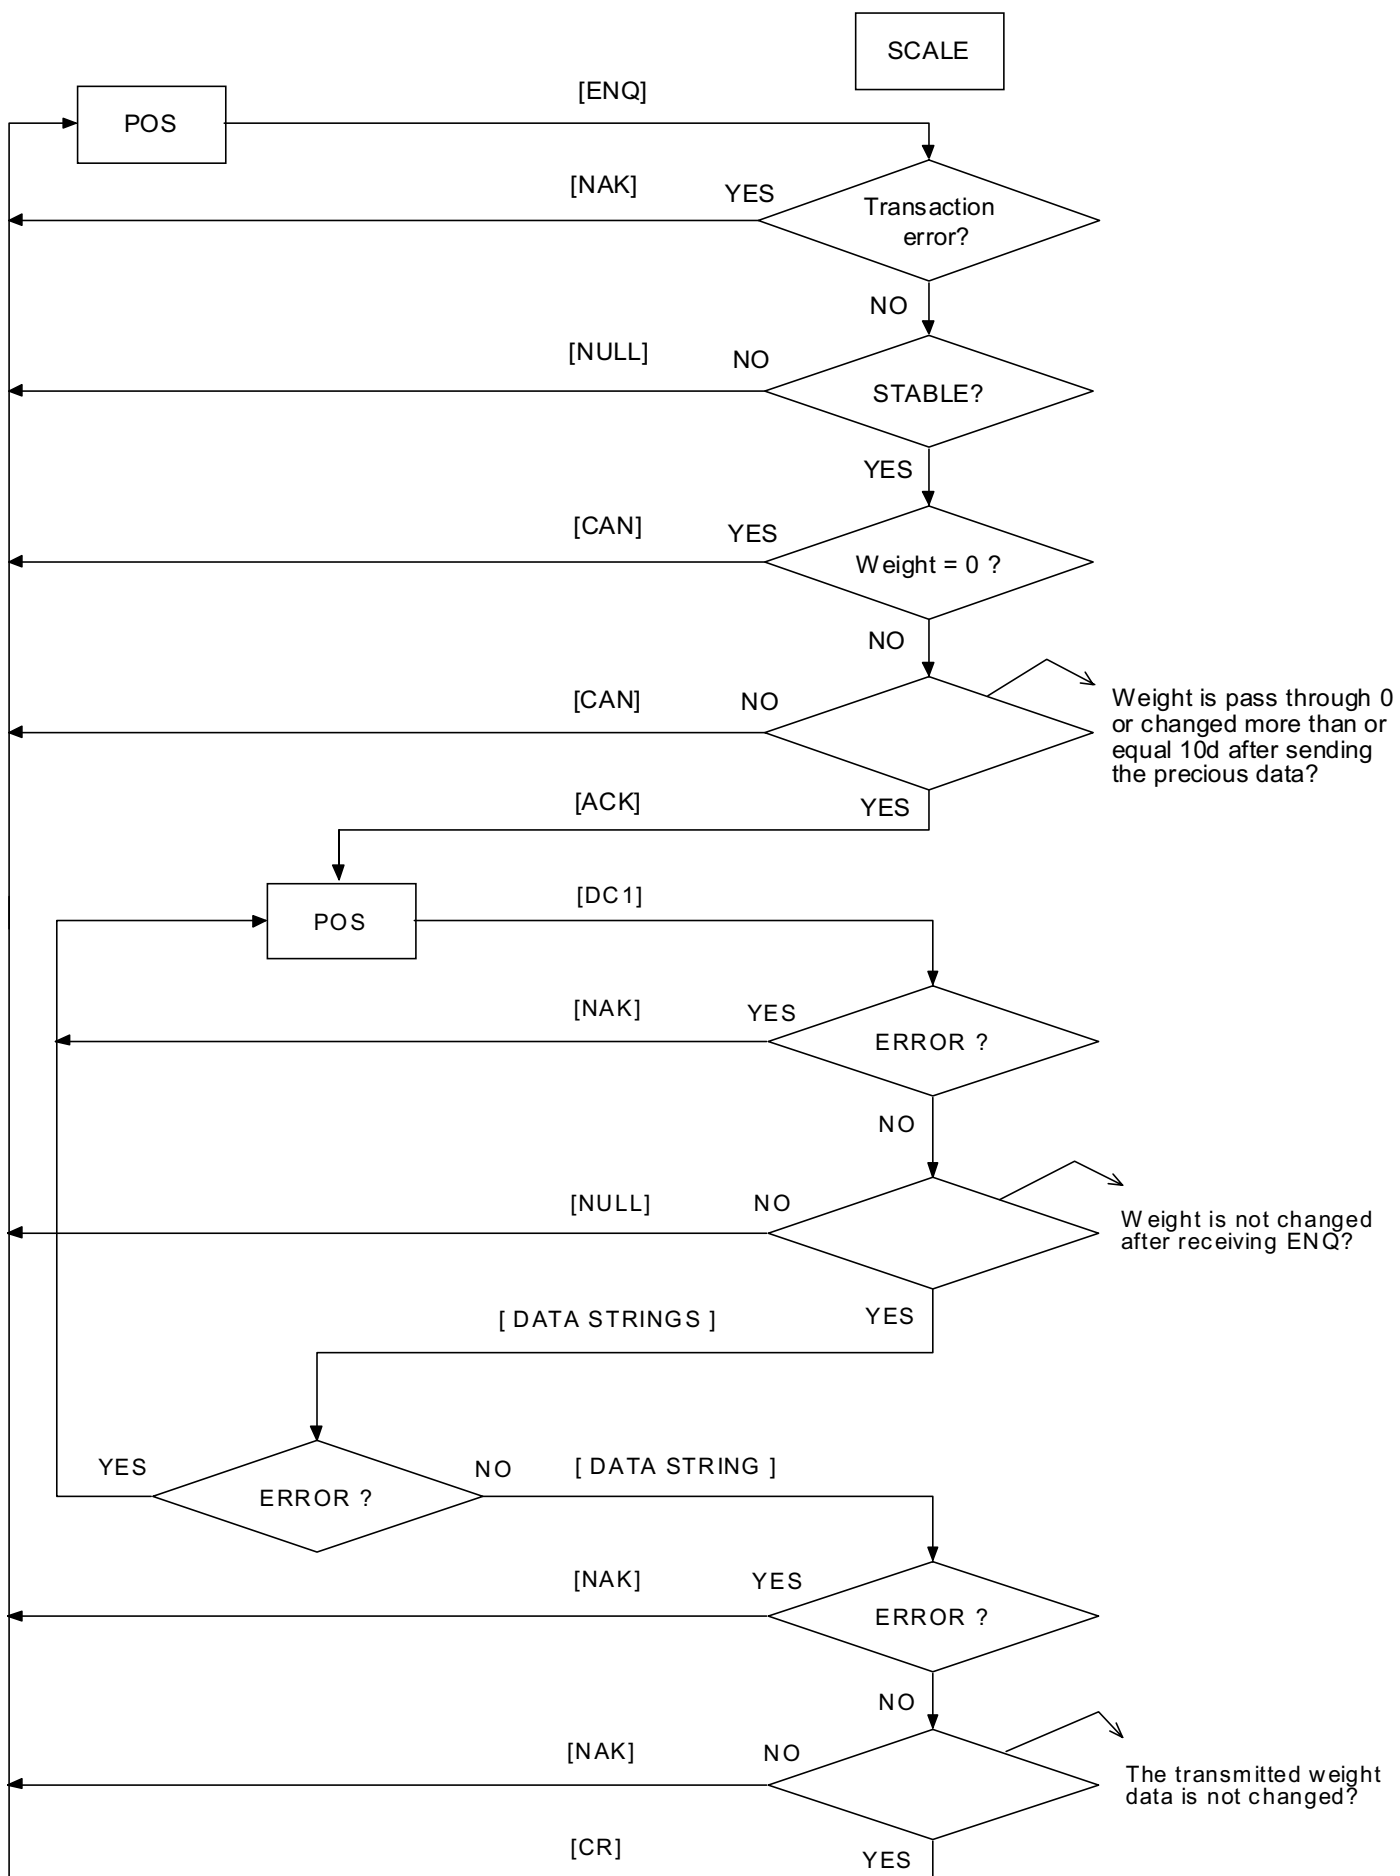 SCALE
[ENQ]
POS
[NAK]
YES
Transaction
error?
NO
[NULL]
NO
STABLE?
YES
[CAN]
YES
Weight = 0 ?
NO
[CAN]
NO
Weight is pass through 0
or changed more than or
equal 10d after sending
the precious data?
[ACK]
YES
POS
[DC1]
[NAK]
YES
ERROR ?
NO
[NULL]
NO
Weight is not changed
after receiving ENQ?
[ DATA STRINGS ]
YES
YES
ERROR ?
NO
[ DATA STRING ]
[NAK]
YES
ERROR ?
NO
[NAK]
NO
The transmitted weight
data is not changed?
[CR]
YES